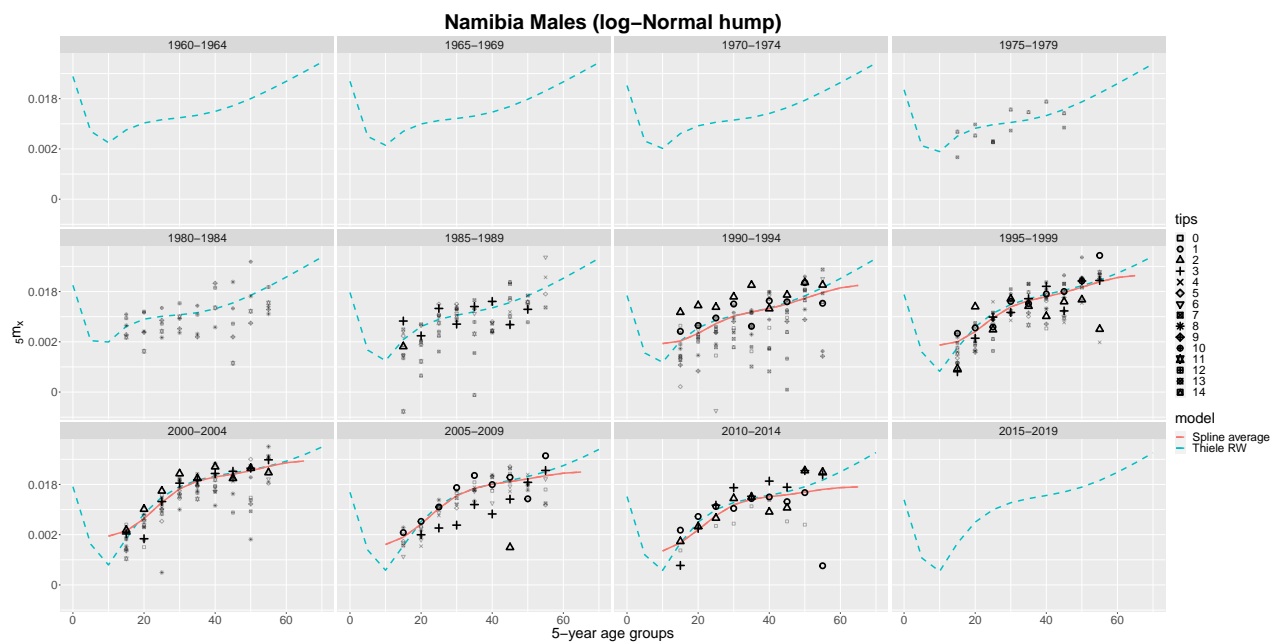 Namibia Males (log−Normal hump)
1960−1964 1965−1969 1970−1974 1975−1979
0.018
0.002
0
1980−1984 1985−1989 1990−1994 1995−1999
0.018
0.002
0
2000−2004 2005−2009 2010−2014 2015−2019
0.018
0.002
0
0 20 40 60 0 20 40 60 0 20 40 60 0 20 40 60
5−year age groups
5mx
tips
0
1
2
3
4
5
6
7
8
9
10
11
12
13
14
model
Spline average
Thiele RW